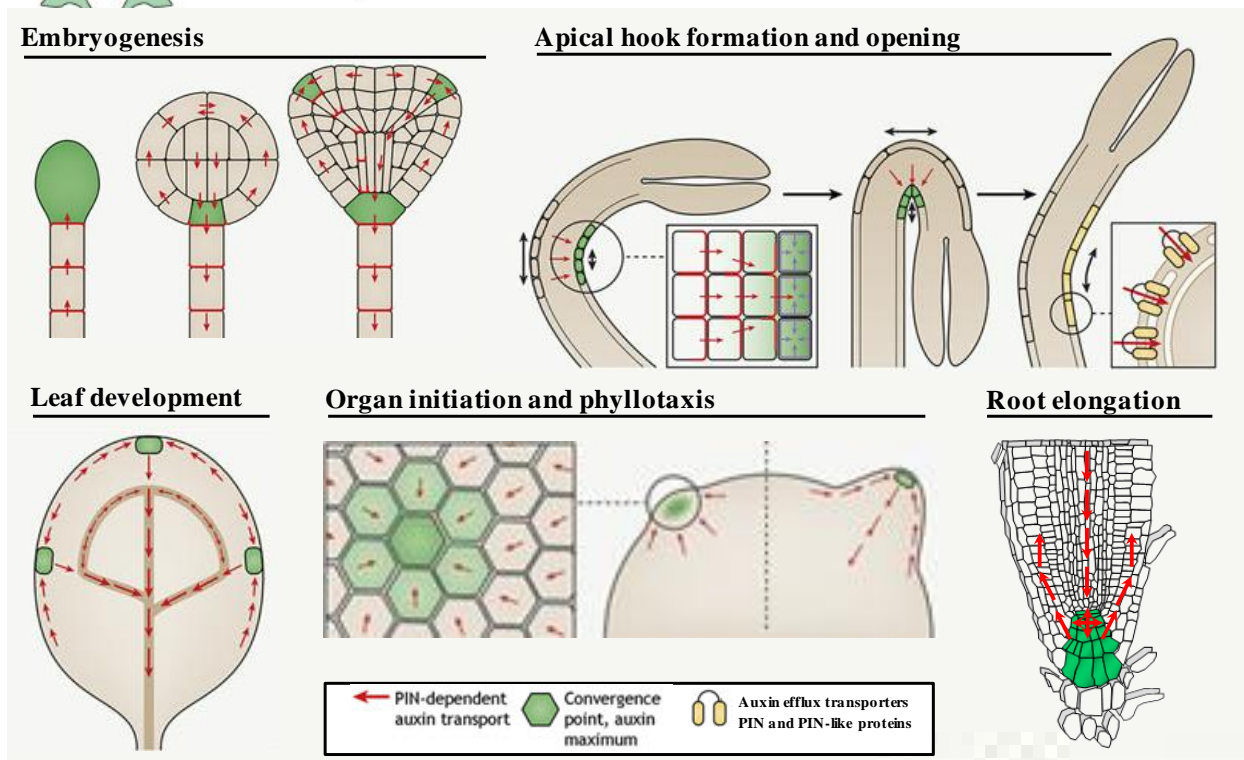 Embryogenesis
Apical hook formation and opening
Leaf development
Organ initiation and phyllotaxis
Root elongation
PIN-dependent
auxin transport
Convergence
point, auxin
maximum
Auxin efflux transporters
PIN and PIN-like proteins